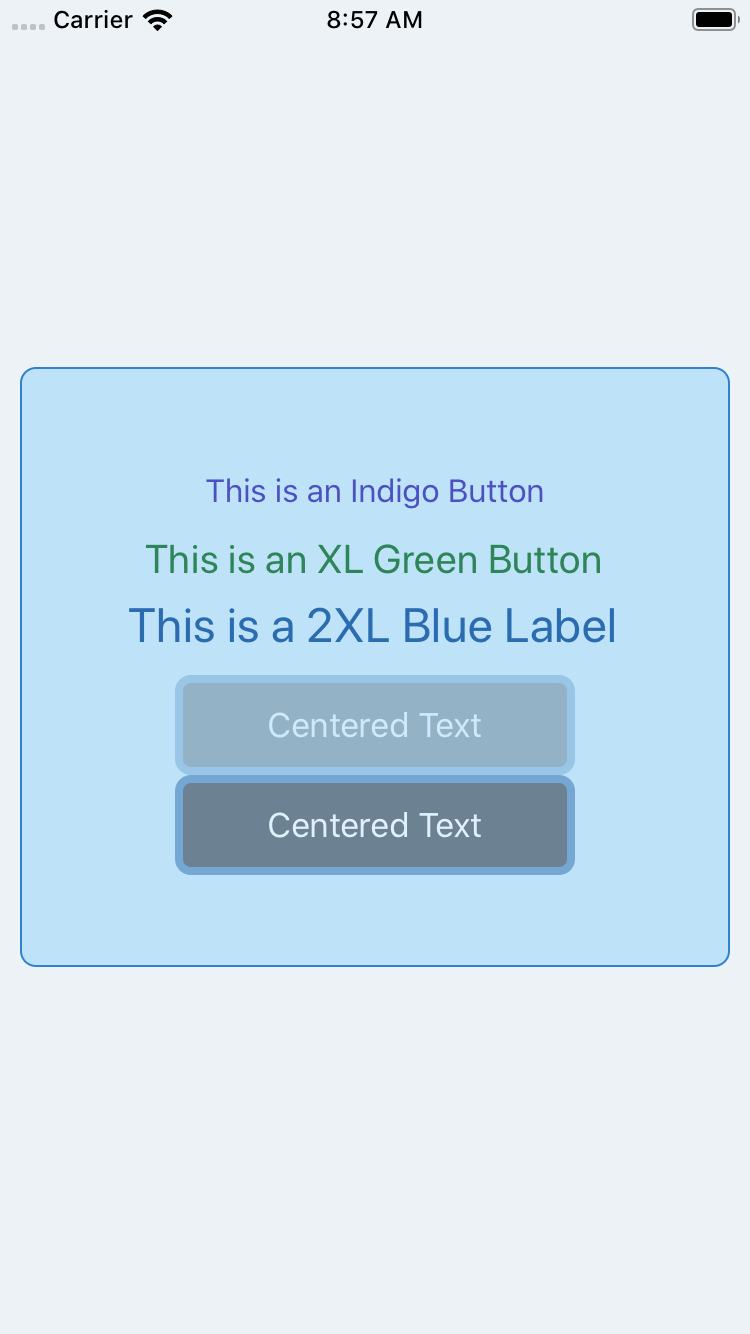 Carrier 8:57 AM
This is an Indigo Button
This is an XL Green Button
This is a 2XL Blue Label
Centered Text
Centered Text